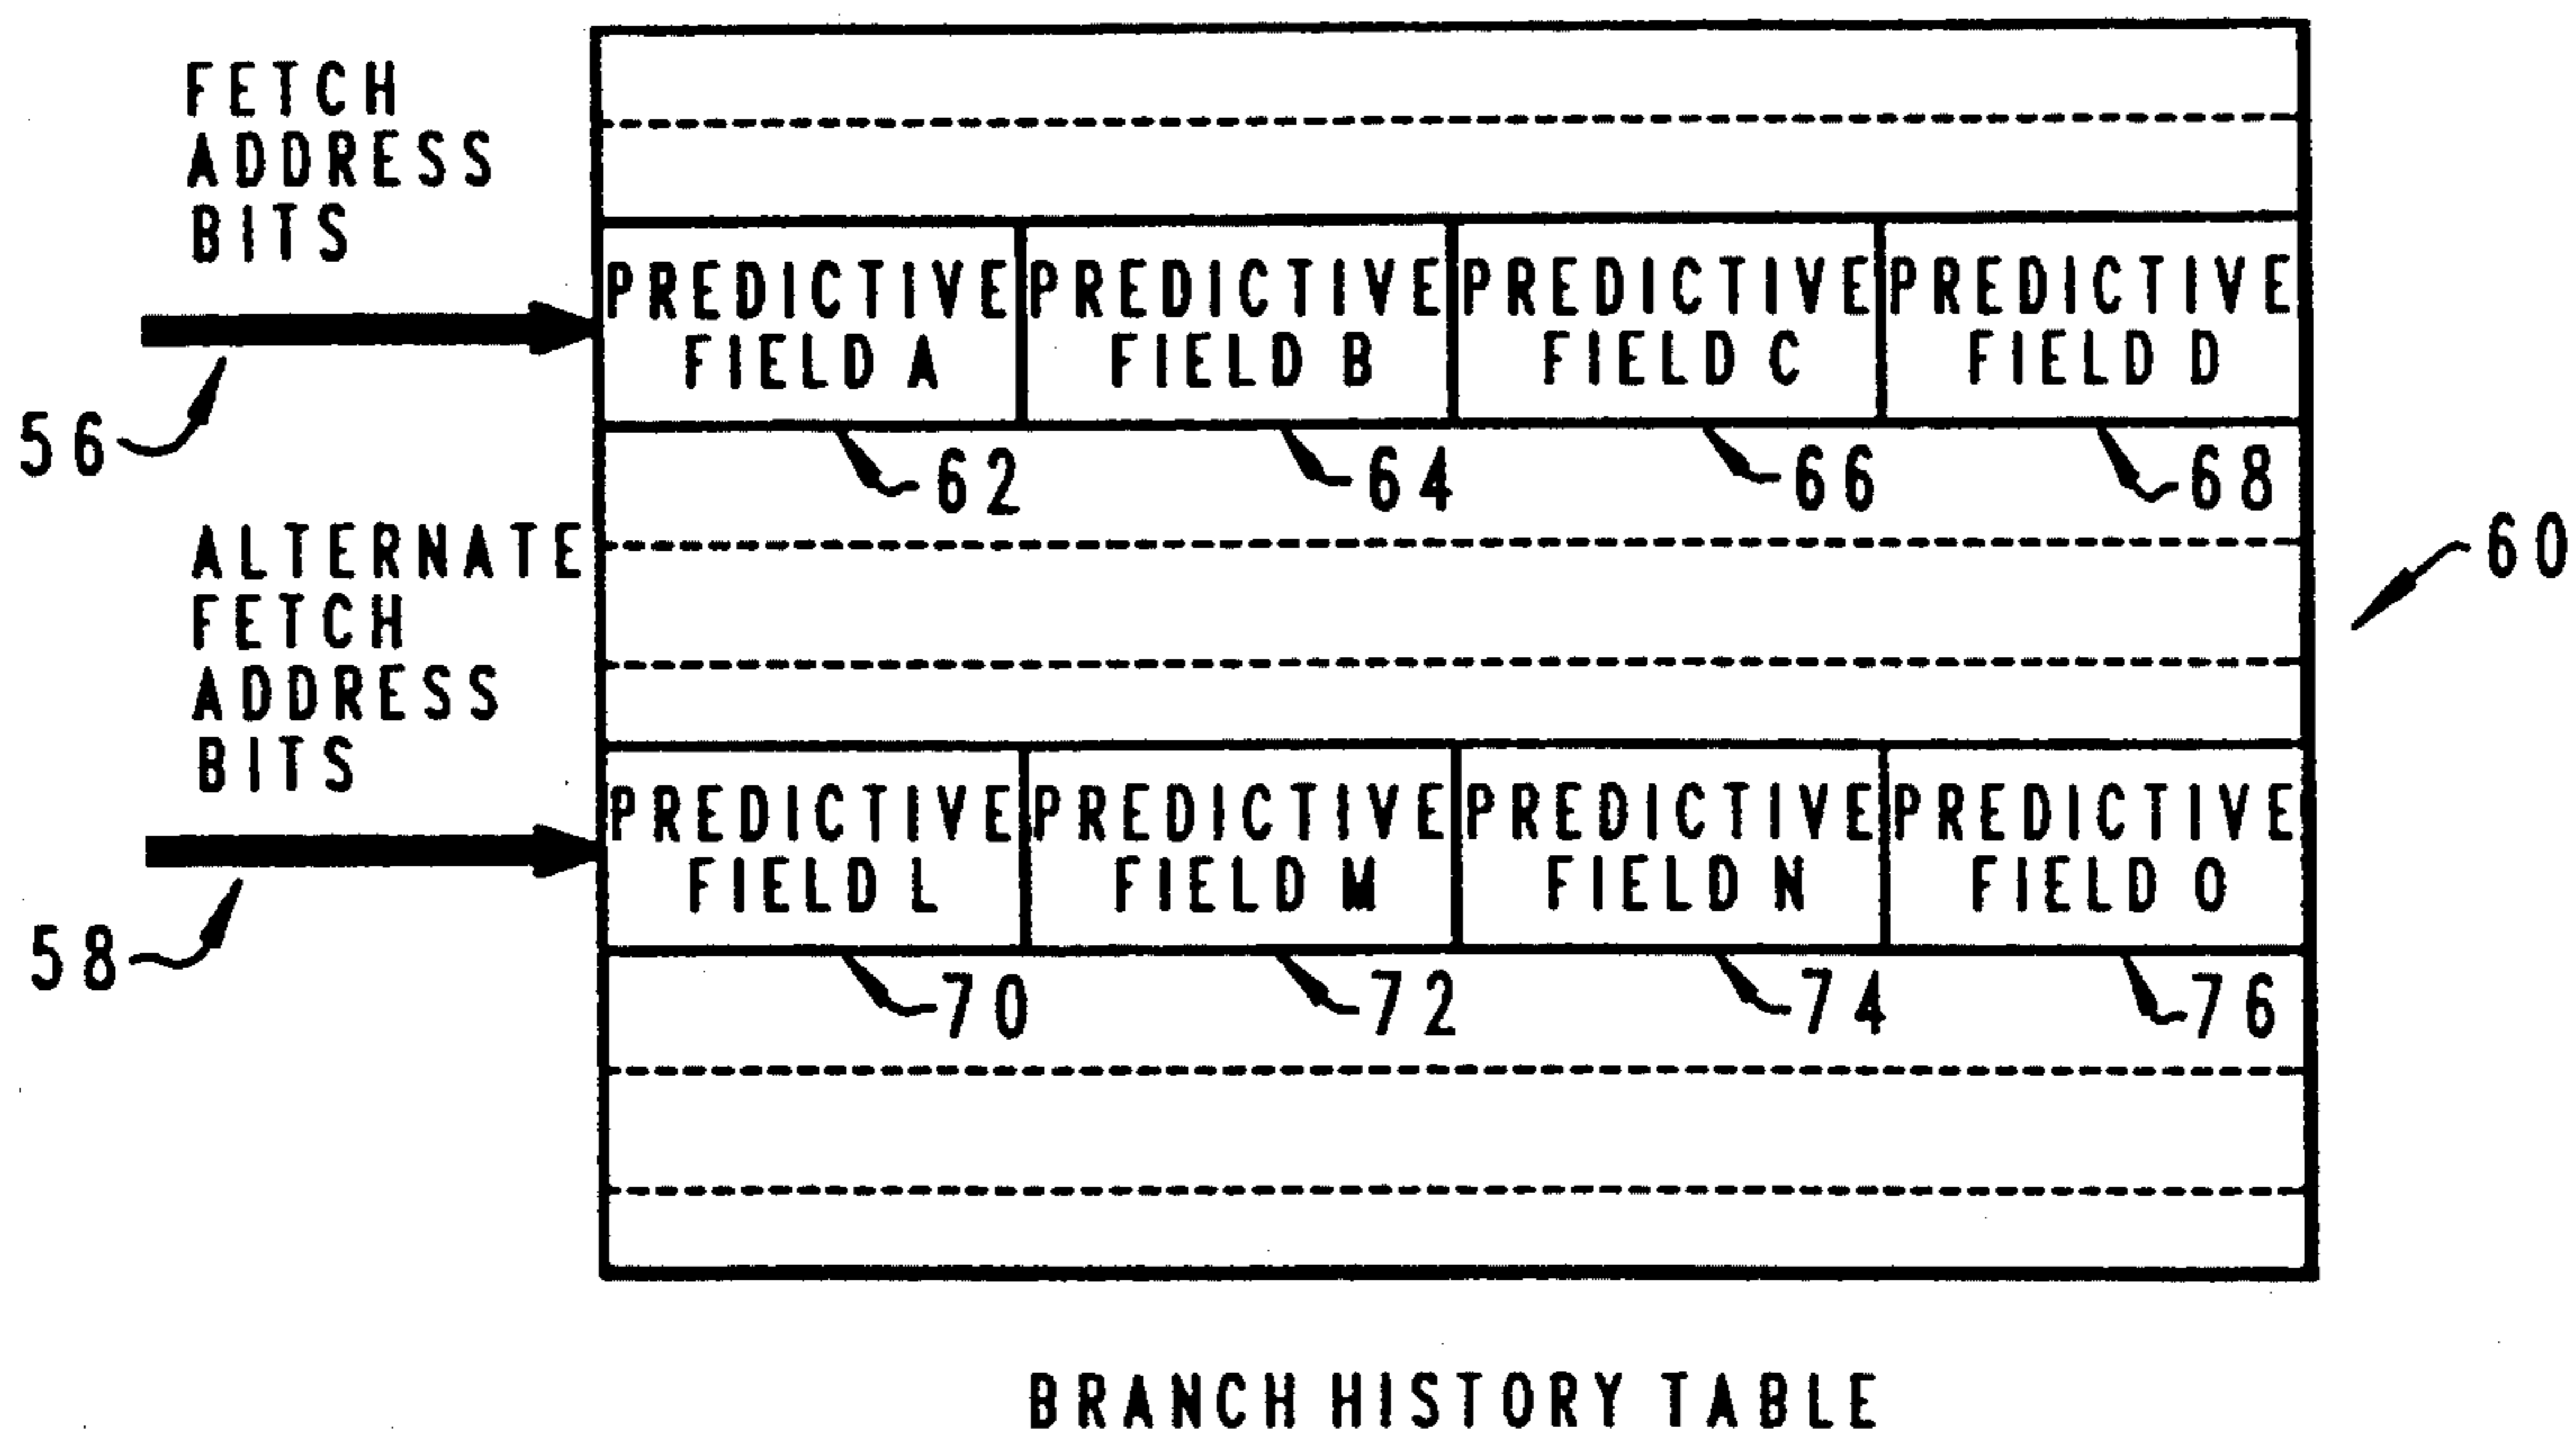 FETCH
ADDRESS
BITS
PREDICTIVE FIELD A
PREDICTIVE FIELD B
PREDICTIVE FIELD C
PREDICTIVE FIELD D
56
62
64
66
68
60
ALTERNATE
FETCH
ADDRESS
BITS
PREDICTIVE FIELD L
PREDICTIVE FIELD M
PREDICTIVE FIELD N
PREDICTIVE FIELD O
58
70
72
74
76
BRANCH HISTORY TABLE